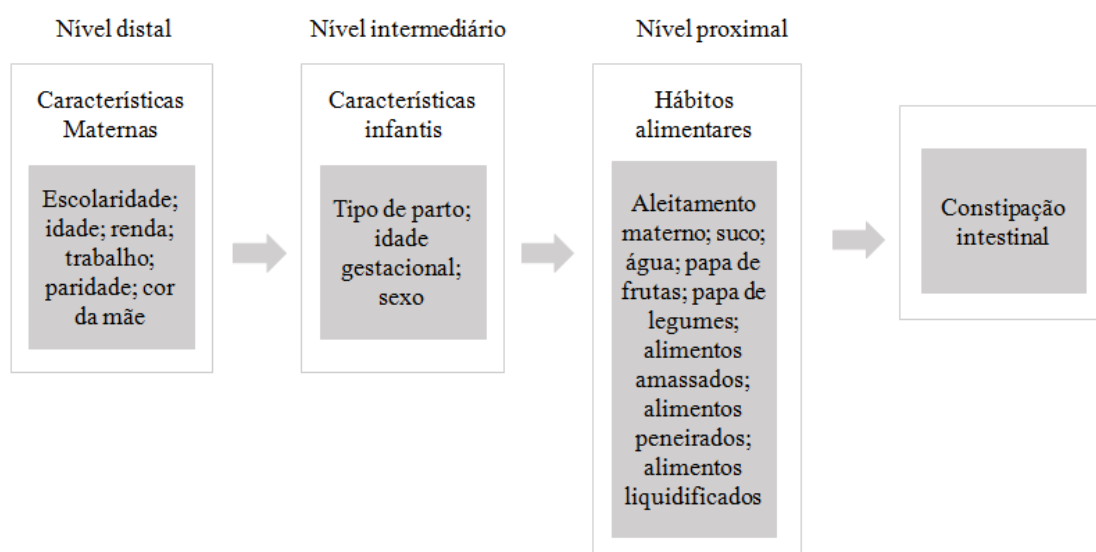 Nível distal
Características
Maternas
Escolaridade;
idade; renda;
trabalho;
paridade; cor
da mãe
Nível intermediário
Características
infantis
Tipo de parto;
idade
gestacional;
sexo
Nível proximal
Hábitos
alimentares
Aleitamento
materno; suco;
água; papa de
frutas; papa de
legumes;
alimentos
amassados;
alimentos
peneirados;
alimentos
liquidificados
Constipação
intestinal